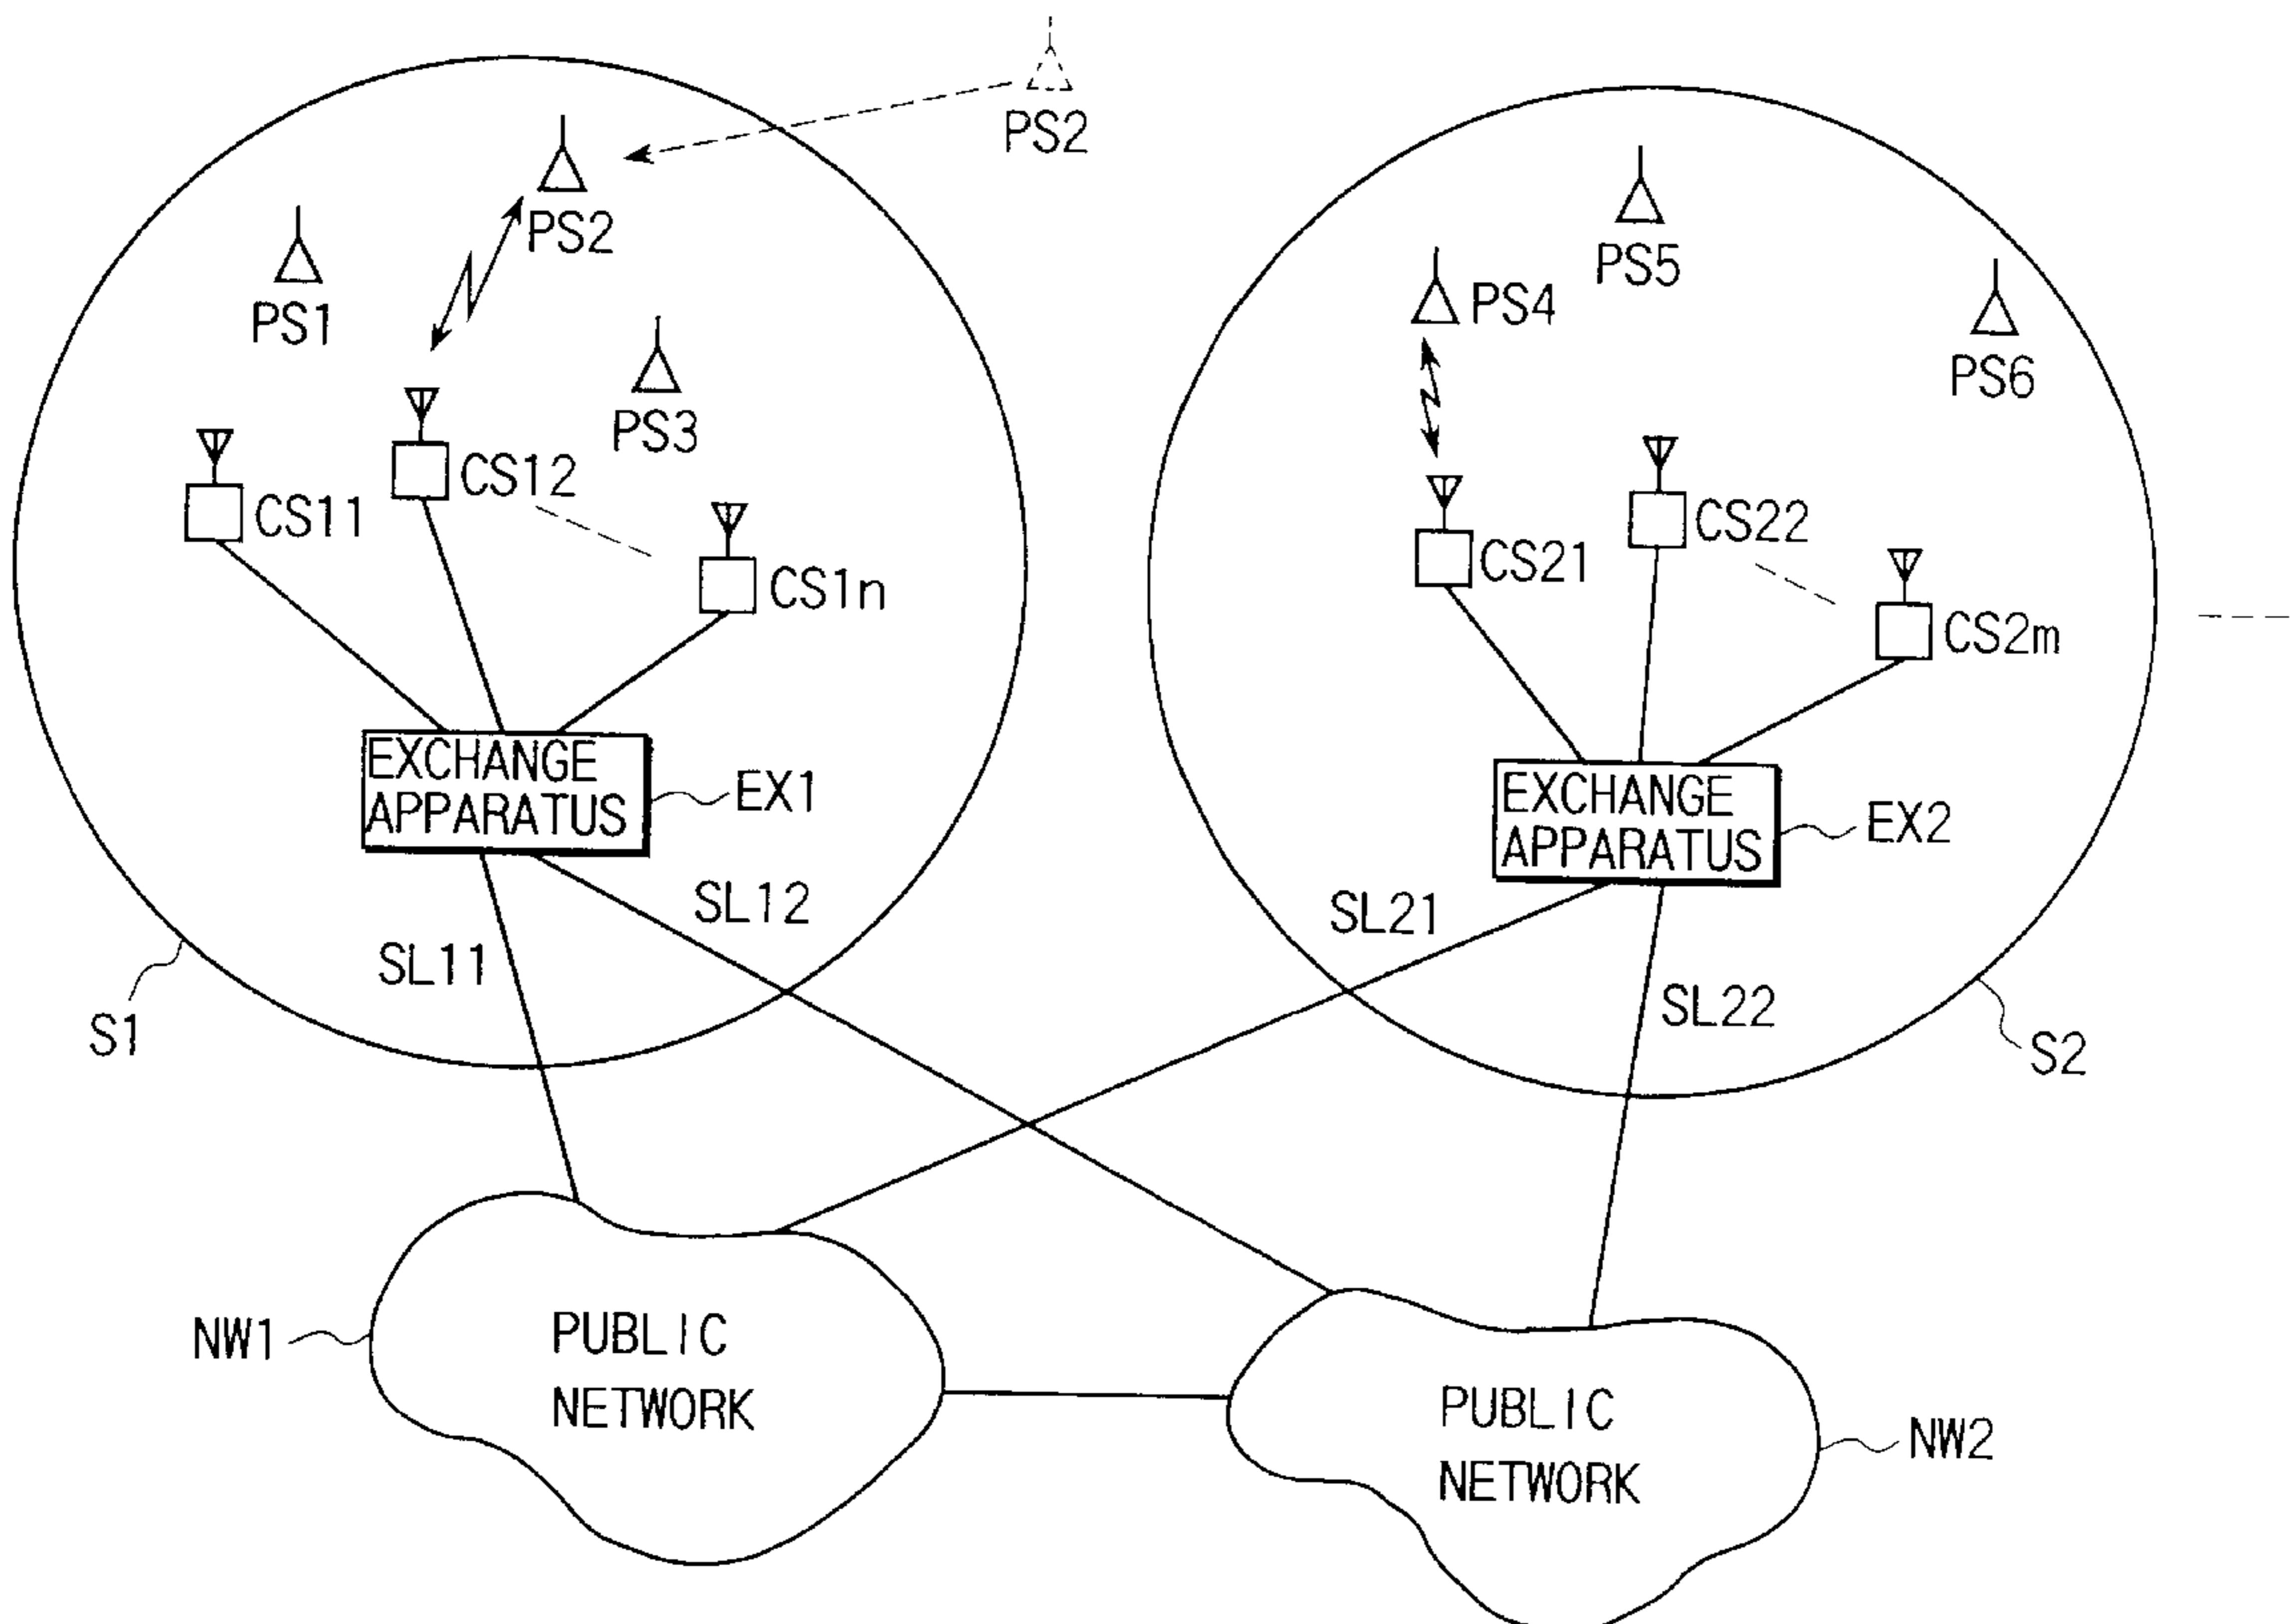 PS2
PS2
PS1
PS3
CS11
CS12
CS1n
EXCHANGE
APPARATUS
EX1
SL11
SL12
S1
PS5
PS4
PS6
CS21
CS22
CS2m
EXCHANGE
APPARATUS
EX2
SL21
SL22
S2
NW1
PUBLIC
NETWORK
PUBLIC
NETWORK
NW2